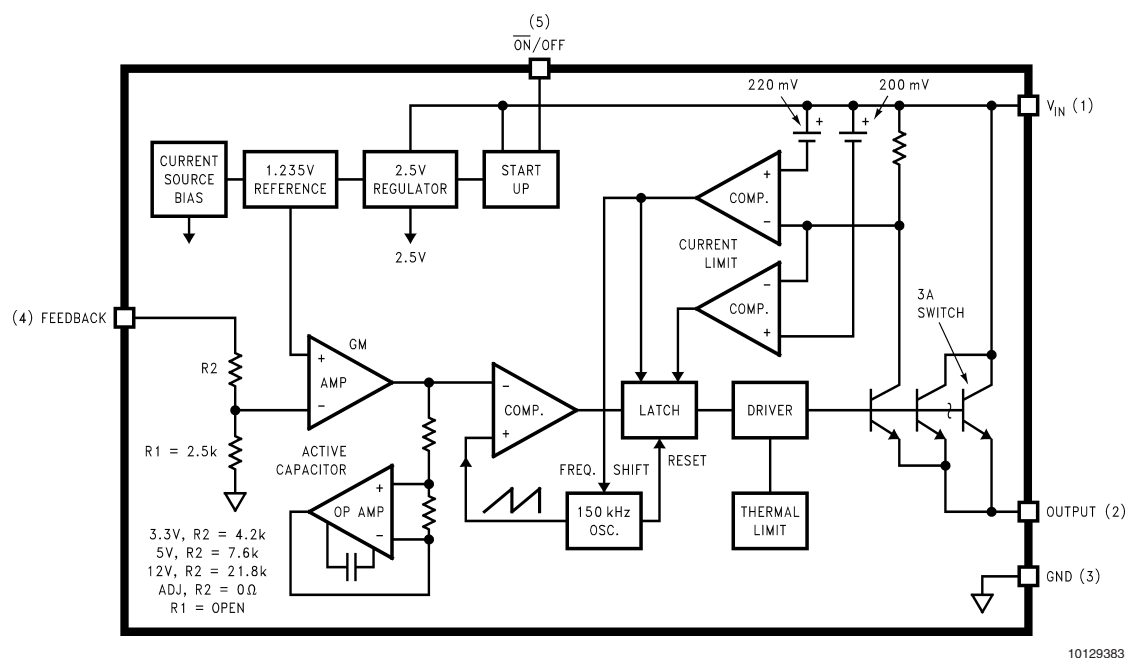 (5)
ON/OFF
220 mV
200 mV
+
+
V_IN (1)
CURRENT
SOURCE
BIAS
1.235V
REFERENCE
2.5V
REGULATOR
START
UP
+
COMP.
−
2.5V
CURRENT
LIMIT
−
COMP.
+
3A
SWITCH
(4) FEEDBACK
R2
GM
+
AMP
−
−
COMP.
+
LATCH
DRIVER
R1 = 2.5k
ACTIVE
CAPACITOR
FREQ. SHIFT
RESET
+
OP AMP
−
150 kHz
OSC.
THERMAL
LIMIT
OUTPUT (2)
3.3V, R2 = 4.2k
5V, R2 = 7.6k
12V, R2 = 21.8k
ADJ, R2 = 0Ω
R1 = OPEN
GND (3)
10129383